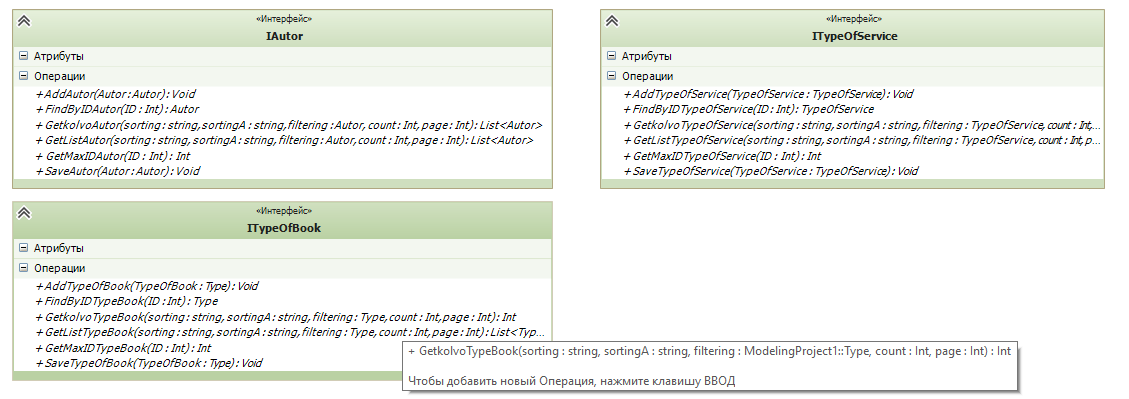 «Интерфейс»
IAutor
Атрибуты
Операции
+ AddAutor(Autor : Autor) : Void
+ FindByIDAutor(ID : Int) : Autor
+ GetkolvoAutor(sorting : string, sortingA : string, filtering : Autor, count : Int, page : Int) : List<Autor>
+ GetListAutor(sorting : string, sortingA : string, filtering : Autor, count : Int, page : Int) : List<Autor>
+ GetMaxIDAutor(ID : Int) : Int
+ SaveAutor(Autor : Autor) : Void
«Интерфейс»
ITypeOfService
Атрибуты
Операции
+ AddTypeOfService(TypeOfService : TypeOfService) : Void
+ FindByIDTypeOfService(ID : Int) : TypeOfService
+ GetkolvoTypeOfService(sorting : string, sortingA : string, filtering : TypeOfService, count : Int,...
+ GetListTypeOfService(sorting : string, sortingA : string, filtering : TypeOfService, count : Int, p...
+ GetMaxIDTypeOfService(ID : Int) : Int
+ SaveTypeOfService(TypeOfService : TypeOfService) : Void
«Интерфейс»
ITypeOfBook
Атрибуты
Операции
+ AddTypeOfBook(TypeOfBook : Type) : Void
+ FindByIDTypeBook(ID : Int) : Type
+ GetkolvoTypeBook(sorting : string, sortingA : string, filtering : Type, count : Int, page : Int) : Int
+ GetListTypeBook(sorting : string, sortingA : string, filtering : Type, count : Int, page : Int) : List<Typ...
+ GetMaxIDTypeBook(ID : Int) : Int
+ SaveTypeOfBook(TypeOfBook : Type) : Void
+ GetkolvoTypeBook(sorting : string, sortingA : string, filtering : ModelingProject1::Type, count : Int, page : Int) : Int
Чтобы добавить новый Операция, нажмите клавишу ВВОД